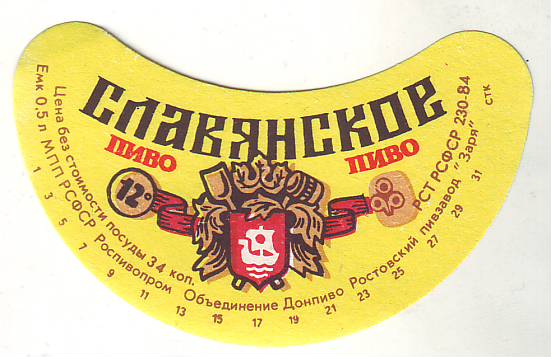 Славянское
ПИВО
ПИВО
12°
Цена без стоимости посуды 34 коп.
РСТ РСФСР 230-84
Емк 0,5 л МПП РСФСР Росpивопром Объединение Донпиво Ростовский пивзавод "Заря" стк
1 3 5 7 9 11 13 15 17 19 21 23 25 27 29 31